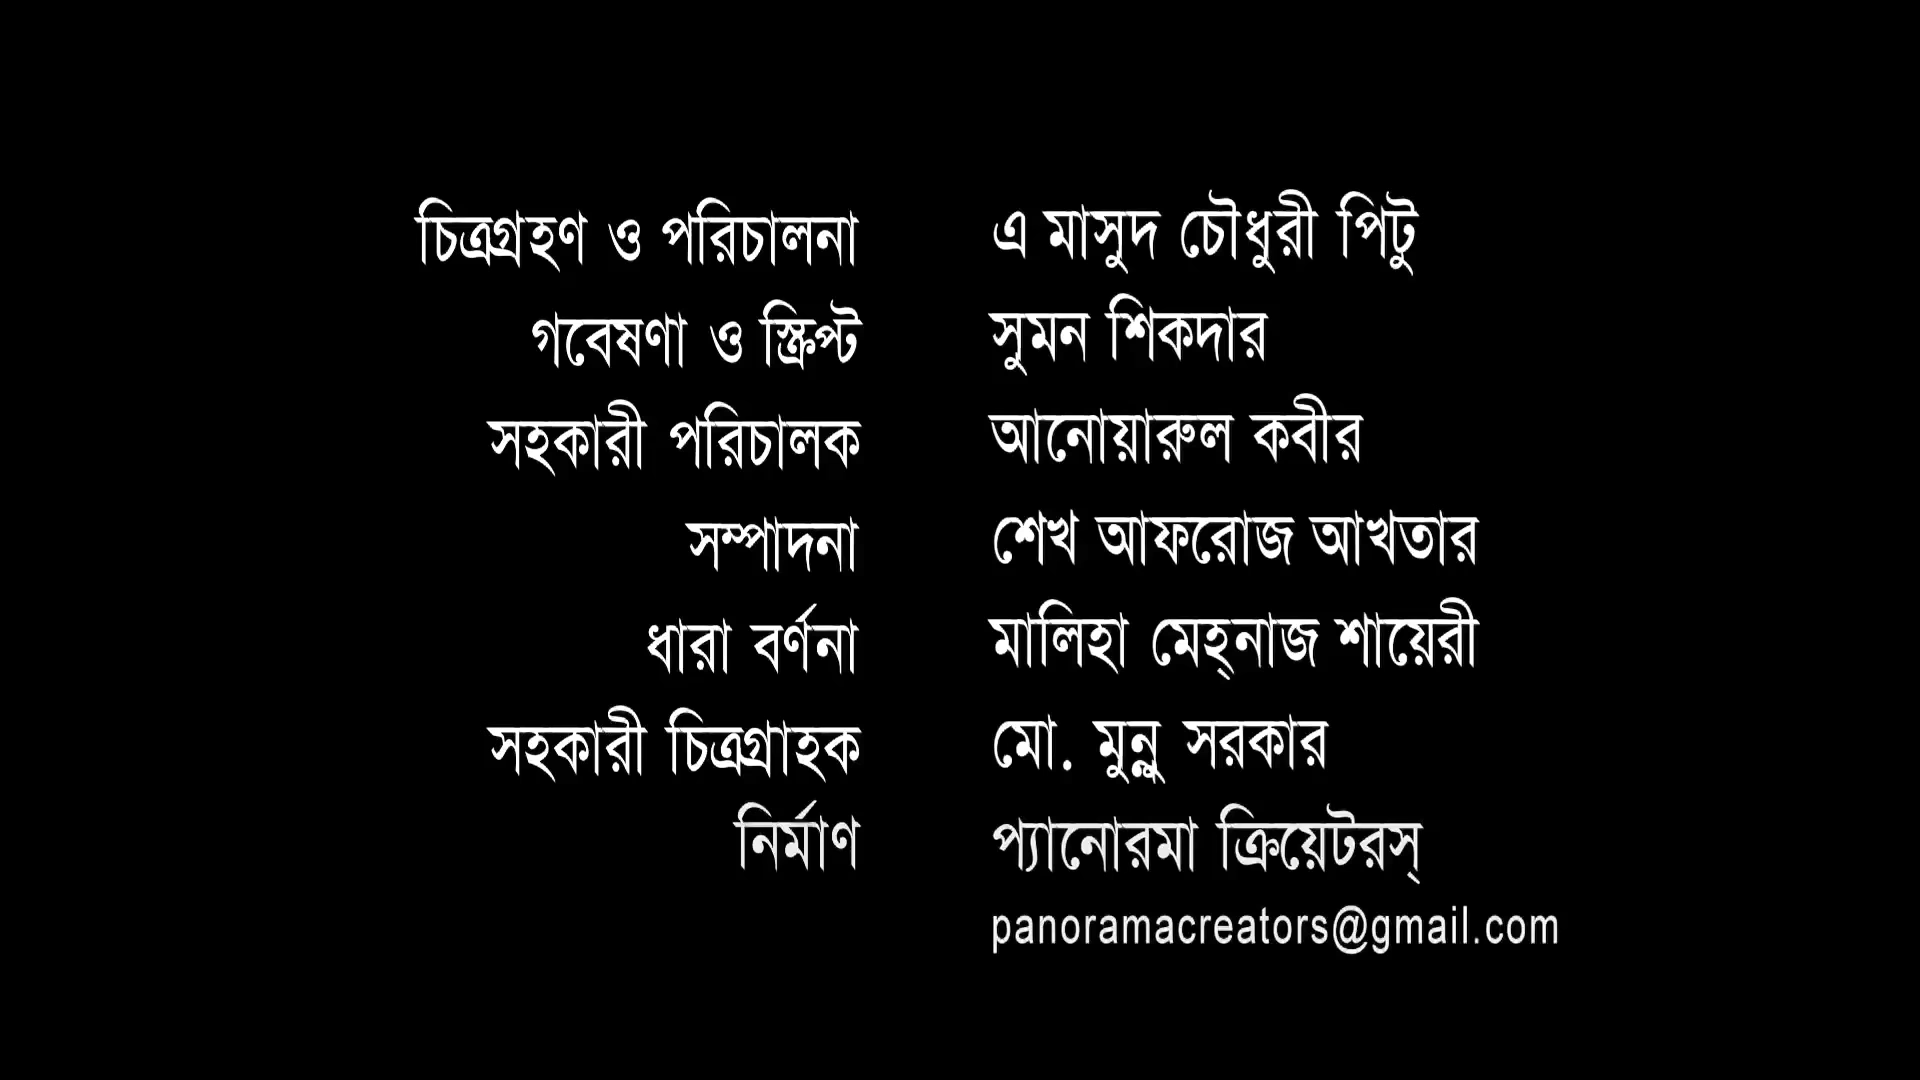 চিত্রগ্রহণ ও পরিচালনা এ মাসুদ চৌধুরী পিটু
গবেষণা ও স্ক্রিপ্ট সুমন শিকদার
সহকারী পরিচালক আনোয়ারুল কবীর
সম্পাদনা শেখ আফরোজ আখতার
ধারা বর্ণনা মালিহা মেহ্‌নাজ শায়েরী
সহকারী চিত্রগ্রাহক মো. মুন্নু সরকার
নির্মাণ প্যানোরমা ক্রিয়েটরস্
panoramacreators@gmail.com